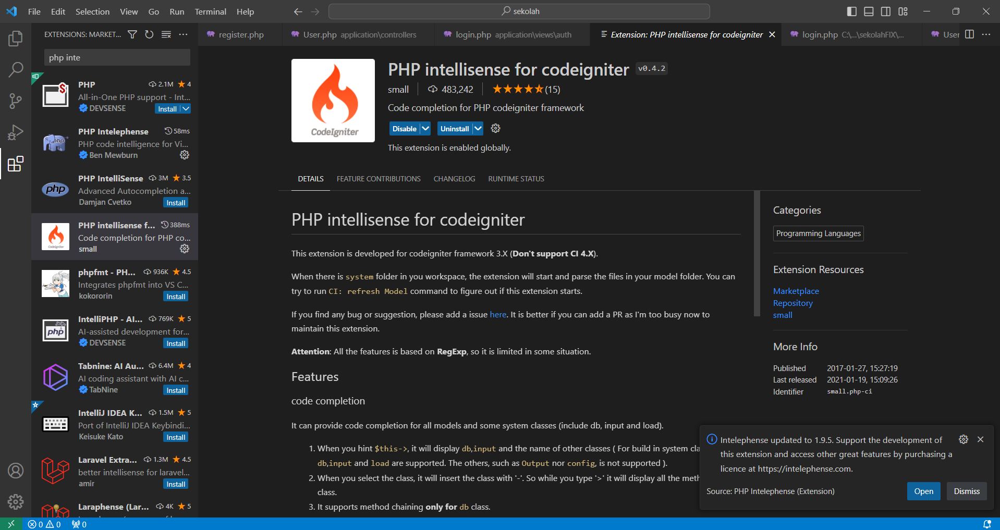 File Edit Selection View Go Run Terminal Help
sekolah
EXTENSIONS: MARKET...
register.php
User.php application\controllers
login.php application\views\auth
Extension: PHP intellisense for codeigniter
login.php C:\...\sekolahFIX\...
User
php inte
PHP 2.1M 4
All-in-One PHP support - Int...
DEVSENSE Install
PHP Intelephense 58ms
PHP code intelligence for Vi...
Ben Mewburn
PHP IntelliSense 3M 3.5
Advanced Autocompletion a...
Damjan Cvetko Install
PHP intellisense f... 388ms
Code completion for PHP co...
small
phpfmt - PH... 936K 4.5
Integrates phpfmt into VS C...
kokororin Install
IntelliPHP - AI... 769K 5
AI-assisted development for...
DEVSENSE Install
Tabnine: AI Au... 6.4M 4
AI coding assistant with AI c...
TabNine Install
IntelliJ IDEA K... 1.5M 5
Port of IntelliJ IDEA Keybindi...
Keisuke Kato Install
Laravel Extra... 1.3M 4.5
better intellisense for laravel...
amir Install
Laraphense (Lar... 4K 5
CodeIgniter
PHP intellisense for codeigniter v0.4.2
small 483,242 (15)
Code completion for PHP codeigniter framework
Disable Uninstall
This extension is enabled globally.
DETAILS FEATURE CONTRIBUTIONS CHANGELOG RUNTIME STATUS
PHP intellisense for codeigniter
This extension is developed for codeigniter framework 3.X (Don't support CI 4.X).
When there is system folder in you workspace, the extension will start and parse the files in your model folder. You can
try to run CI: refresh Model command to figure out if this extension starts.
If you find any bug or suggestion, please add a issue here. It is better if you can add a PR as I'm too busy now to
maintain this extension.
Attention: All the features is based on RegExp, so it is limited in some situation.
Features
code completion
It can provide code completion for all models and some system classes (include db, input and load).
1. When you hint $this->, it will display db,input and the name of other classes ( For build in system cla
db,input and load are supported. The others, such as Output nor config, is not supported ).
2. When you select the class, it will insert the class with '-'. So while you type '>' it will display all the meth
class.
3. It supports method chaining only for db class.
Categories
Programming Languages
Extension Resources
Marketplace
Repository
small
More Info
Published 2017-01-27, 15:27:19
Last released 2021-01-19, 15:09:26
Identifier small.php-ci
Intelephense updated to 1.9.5. Support the development of
this extension and access other great features by purchasing a
licence at https://intelephense.com.
Source: PHP Intelephense (Extension) Open Dismiss
0 0 0